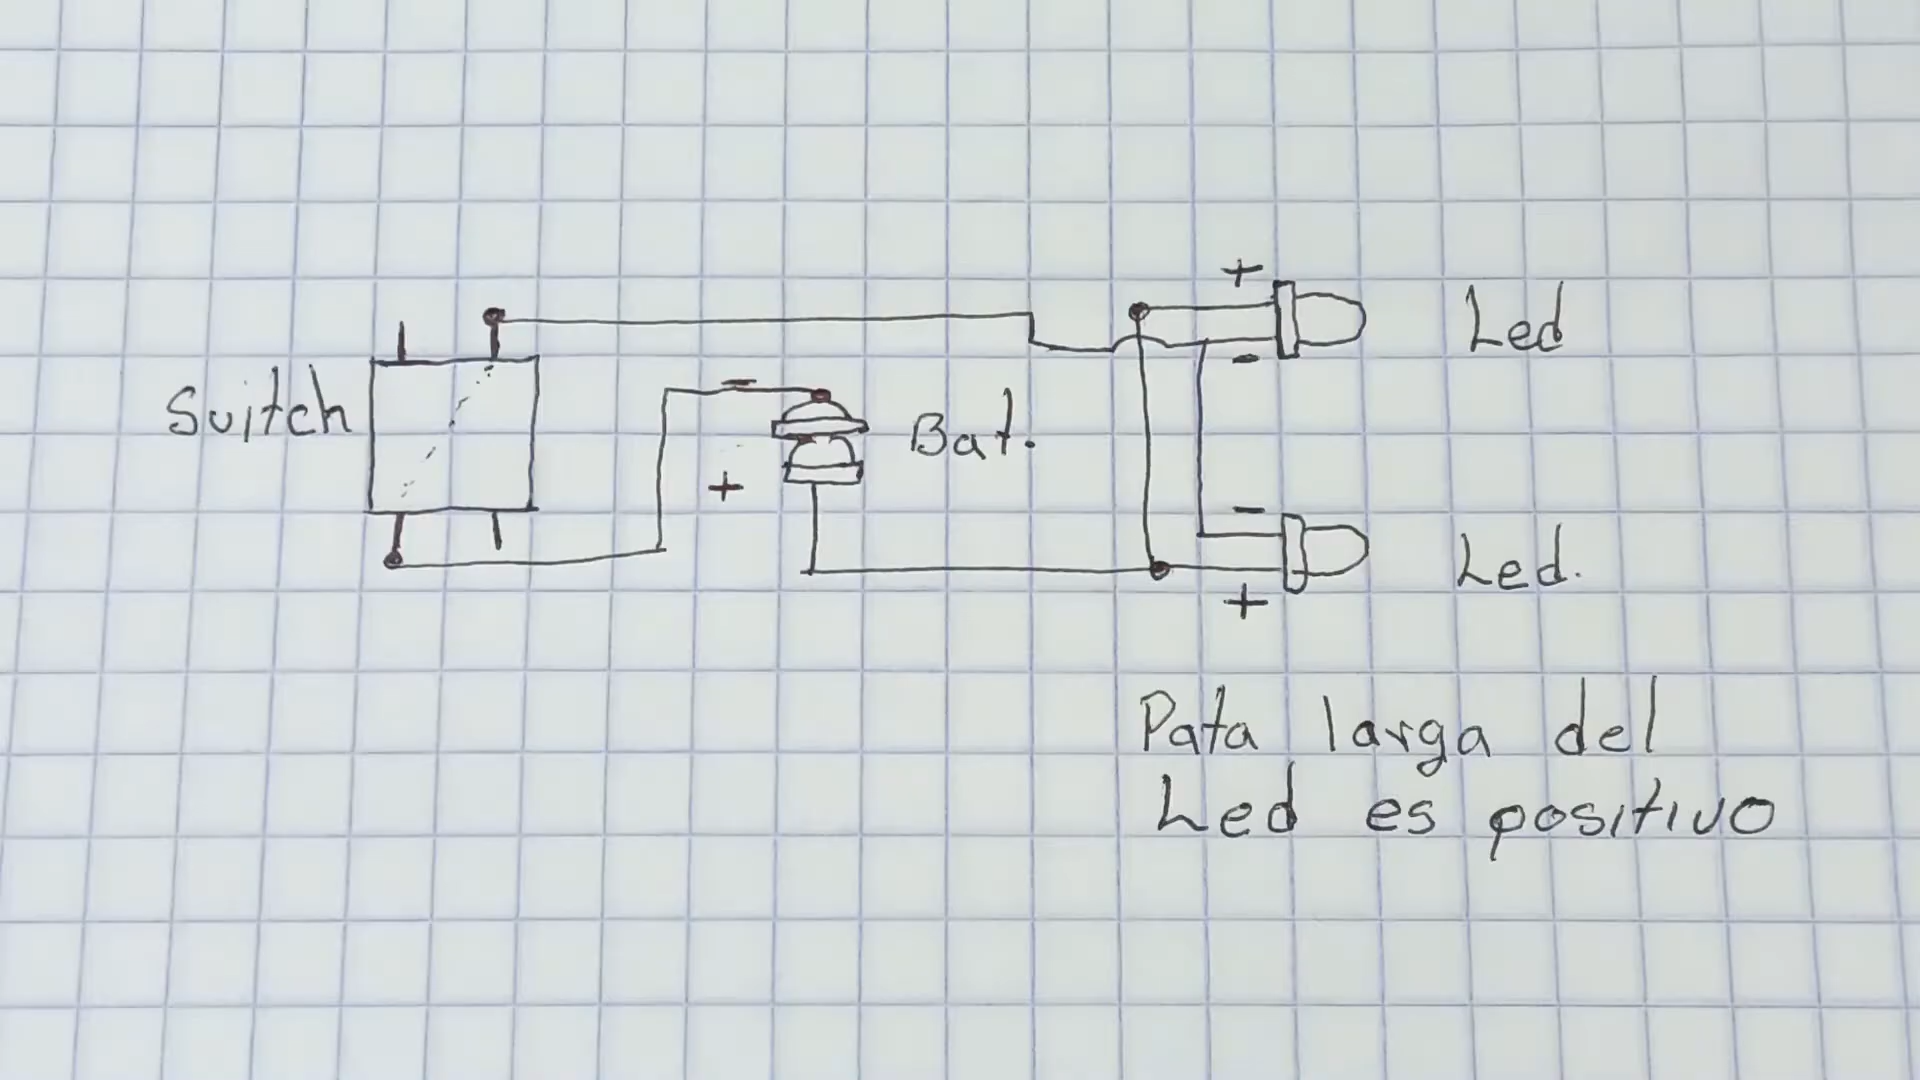 +
Led
Switch
-
-
Bat.
+
-
Led.
+
Pata larga del
Led es positivo